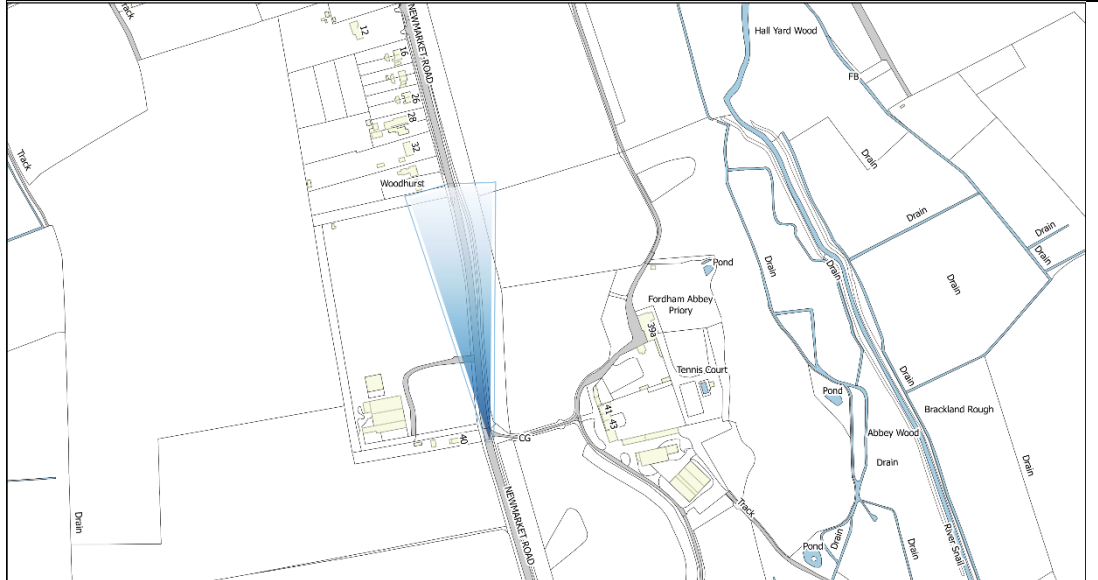 Track
12
NEWMARKET ROAD
Hall Yard Wood
16
FB
26
28
32
Track
Drain
Woodhurst
Drain
Drain
Drain
Drain
Pond
Drain
Drain
Fordham Abbey
Priory
39a
Tennis Court
Drain
Pond
41
43
Brackland Rough
Abbey Wood
40
CG
Drain
Drain
Track
NEWMARKET ROAD
Drain
Pond
Drain
Drain
River Snail